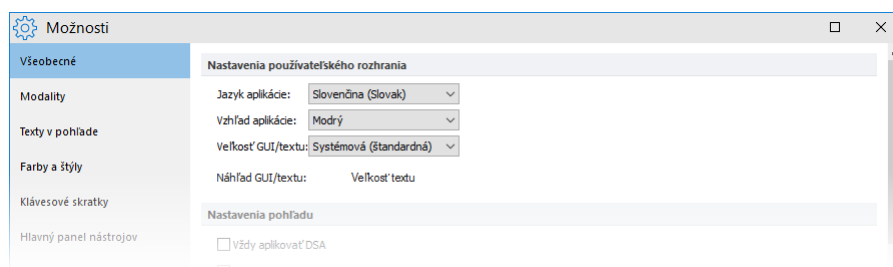 Možnosti
Všeobecné
Modality
Texty v pohľade
Farby a štýly
Klávesové skratky
Hlavný panel nástrojov
Nastavenia používateľského rozhrania
Jazyk aplikácie: Slovenčina (Slovak)
Vzhľad aplikácie: Modrý
Veľkosť GUI/textu: Systémová (štandardná)
Náhľad GUI/textu: Veľkosť textu
Nastavenia pohľadu
Vždy aplikovať DSA